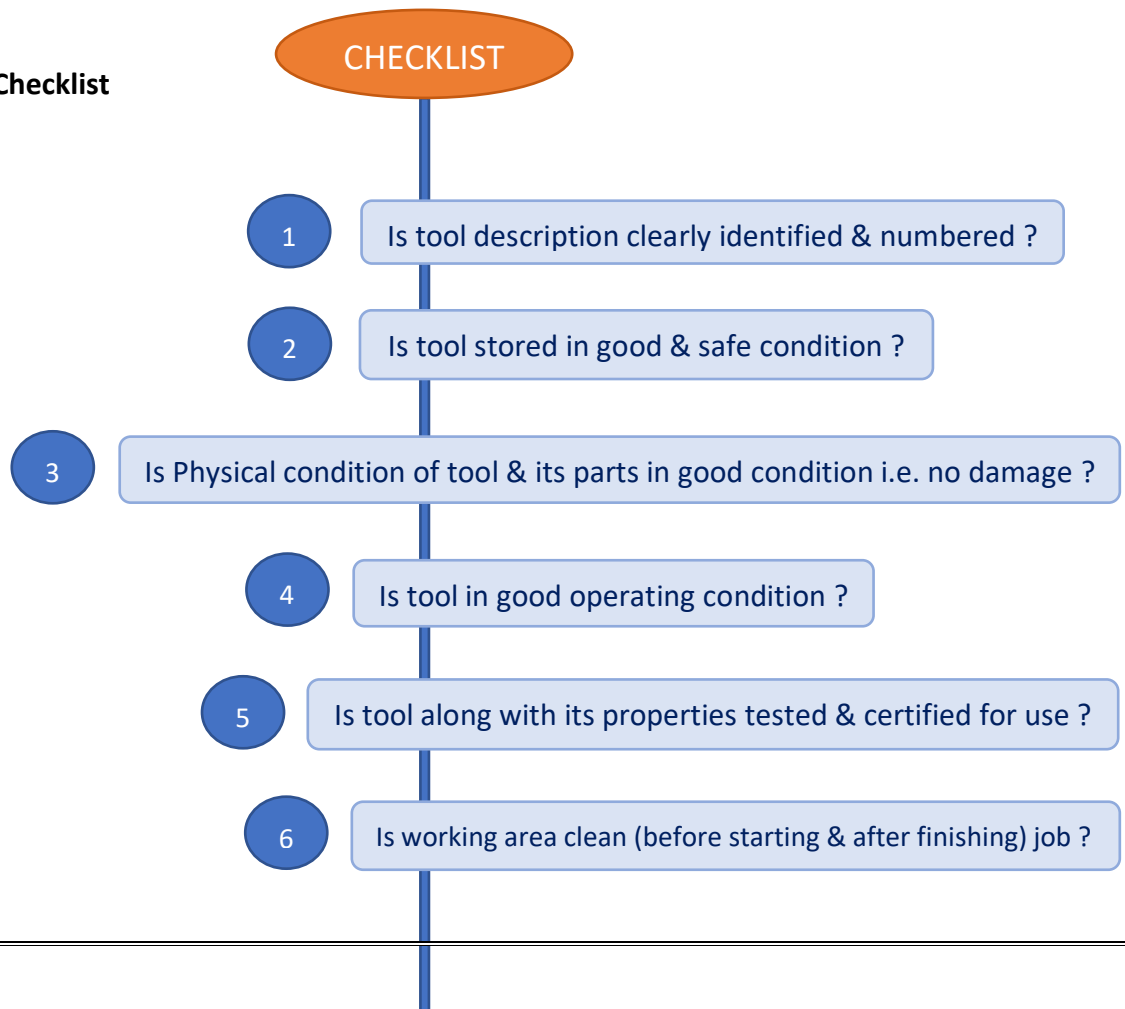 CHECKLIST
Checklist
1 Is tool description clearly identified & numbered ?
2 Is tool stored in good & safe condition ?
3 Is Physical condition of tool & its parts in good condition i.e. no damage ?
4 Is tool in good operating condition ?
5 Is tool along with its properties tested & certified for use ?
6 Is working area clean (before starting & after finishing) job ?